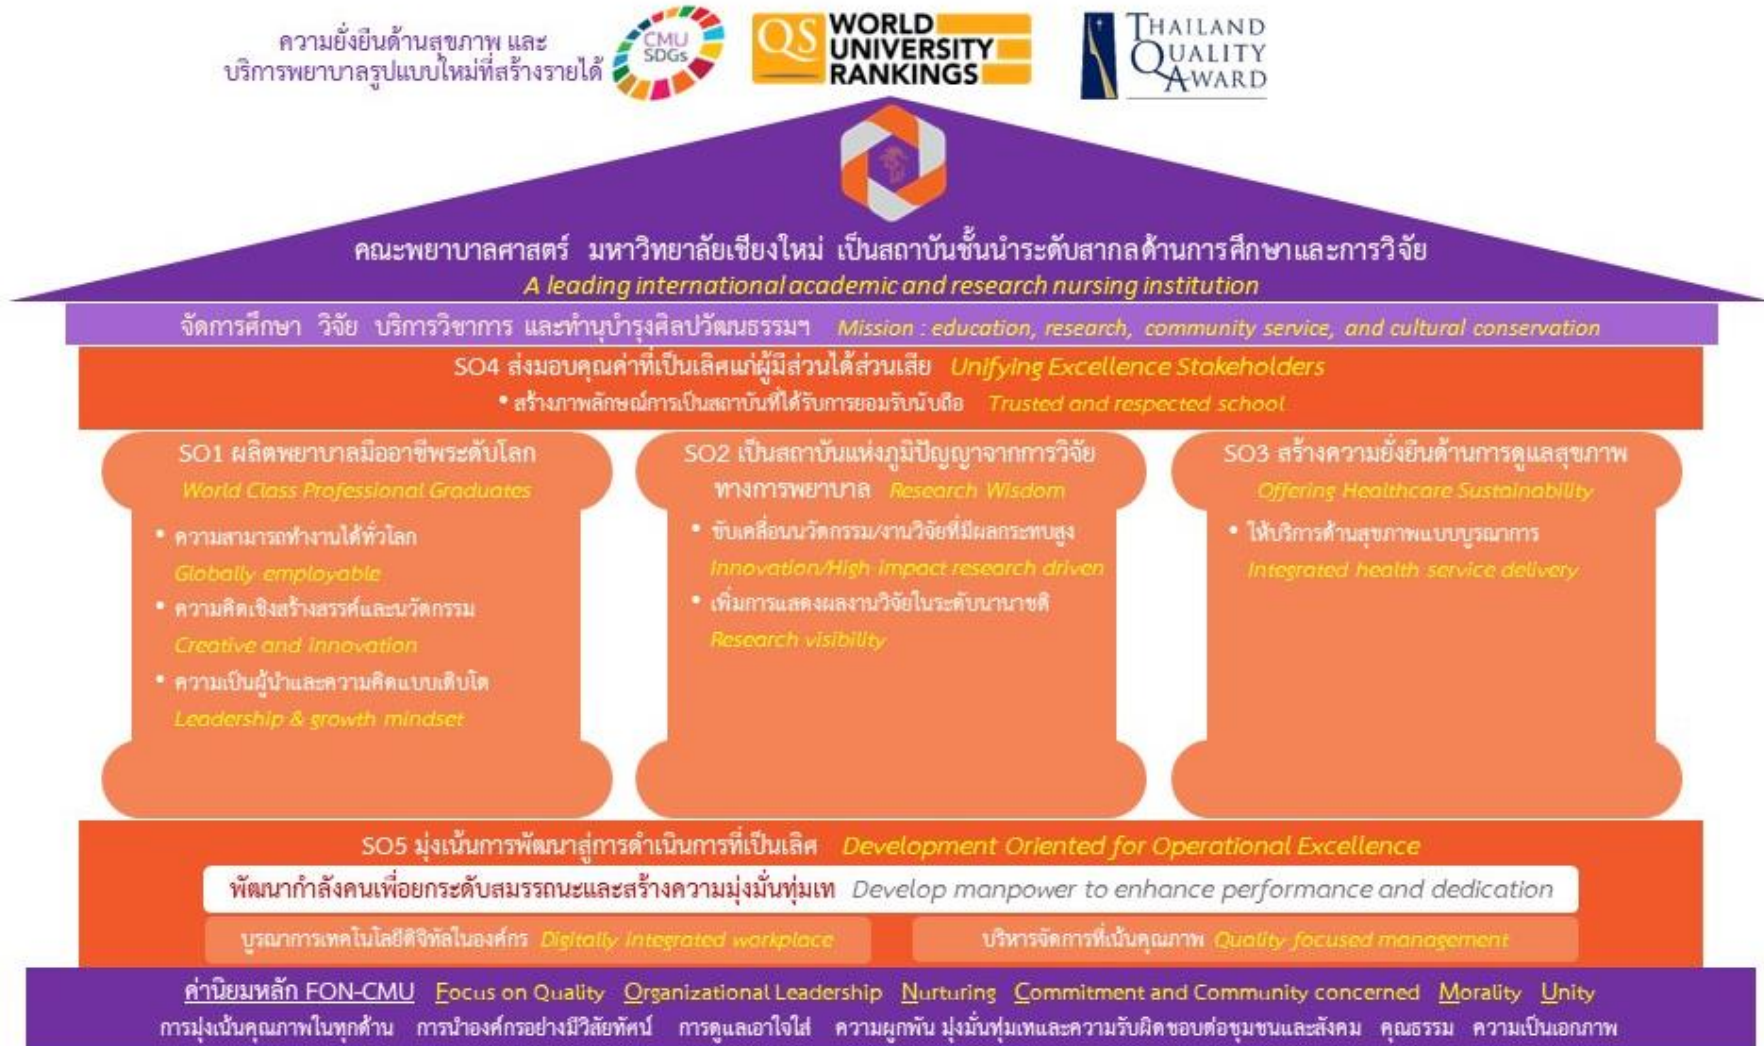 ความยั่งยืนด้านสุขภาพ และ
บริการพยาบาลรูปแบบใหม่ที่สร้างรายได้
CMU
SDGs
QS WORLD
UNIVERSITY
RANKINGS
THAILAND
QUALITY
AWARD
คณะพยาบาลศาสตร์ มหาวิทยาลัยเชียงใหม่ เป็นสถาบันชั้นนำระดับสากลด้านการศึกษาและการวิจัย
A leading international academic and research nursing institution
จัดการศึกษา วิจัย บริการวิชาการ และทำนุบำรุงศิลปวัฒนธรรมฯ Mission : education, research, community service, and cultural conservation
SO4 ส่งมอบคุณค่าที่เป็นเลิศแก่ผู้มีส่วนได้ส่วนเสีย Unifying Excellence Stakeholders
• สร้างภาพลักษณ์การเป็นสถาบันที่ได้รับการยอมรับนับถือ Trusted and respected school
SO1 ผลิตพยาบาลมืออาชีพระดับโลก
World Class Professional Graduates
• ความสามารถทำงานได้ทั่วโลก
Globally employable
• ความคิดเชิงสร้างสรรค์และนวัตกรรม
Creative and innovation
• ความเป็นผู้นำและความคิดแบบเติบโต
Leadership & growth mindset
SO2 เป็นสถาบันแห่งภูมิปัญญาจากการวิจัย
ทางการพยาบาล Research Wisdom
• ขับเคลื่อนนวัตกรรม/งานวิจัยที่มีผลกระทบสูง
Innovation/High impact research driven
• เพิ่มการแสดงผลงานวิจัยในระดับนานาชติ
Research visibility
SO3 สร้างความยั่งยืนด้านการดูแลสุขภาพ
Offering Healthcare Sustainability
• ให้บริการด้านสุขภาพแบบบูรณาการ
Integrated health service delivery
SO5 มุ่งเน้นการพัฒนาสู่การดำเนินการที่เป็นเลิศ Development Oriented for Operational Excellence
พัฒนากำลังคนเพื่อยกระดับสมรรถนะและสร้างความมุ่งมั่นทุ่มเท Develop manpower to enhance performance and dedication
บูรณาการเทคโนโลยีดิจิทัลในองค์กร Digitally integrated workplace
บริหารจัดการที่เน้นคุณภาพ Quality focused management
ค่านิยมหลัก FON-CMU Focus on Quality Organizational Leadership Nurturing Commitment and Community concerned Morality Unity
การมุ่งเน้นคุณภาพในทุกด้าน การนำองค์กรอย่างมีวิสัยทัศน์ การดูแลเอาใจใส่ ความผูกพัน มุ่งมั่นทุ่มเทและความรับผิดชอบต่อชุมชนและสังคม คุณธรรม ความเป็นเอกภาพ